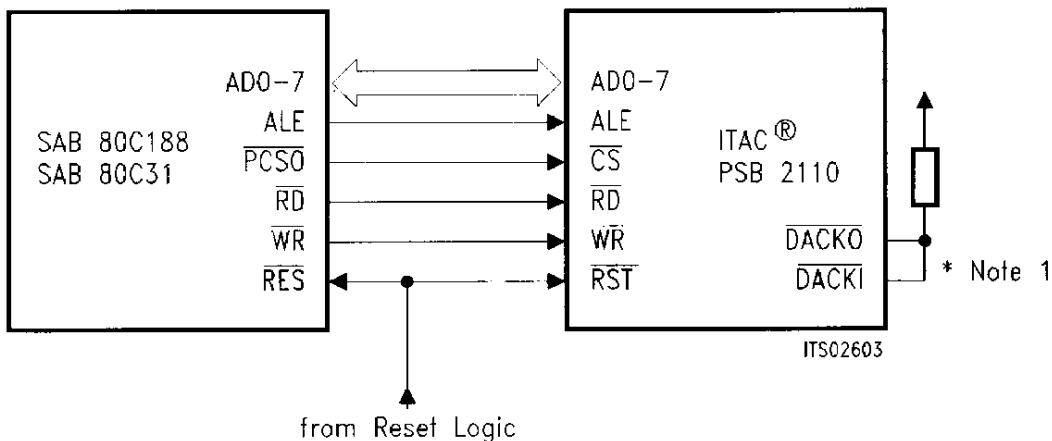 SAB 80C188
SAB 80C31
AD0-7
ALE
PCS0
RD
WR
RES
AD0-7
ALE
CS
RD
WR
RST
ITAC®
PSB 2110
DACKO
DACKI
* Note 1
ITS02603
from Reset Logic